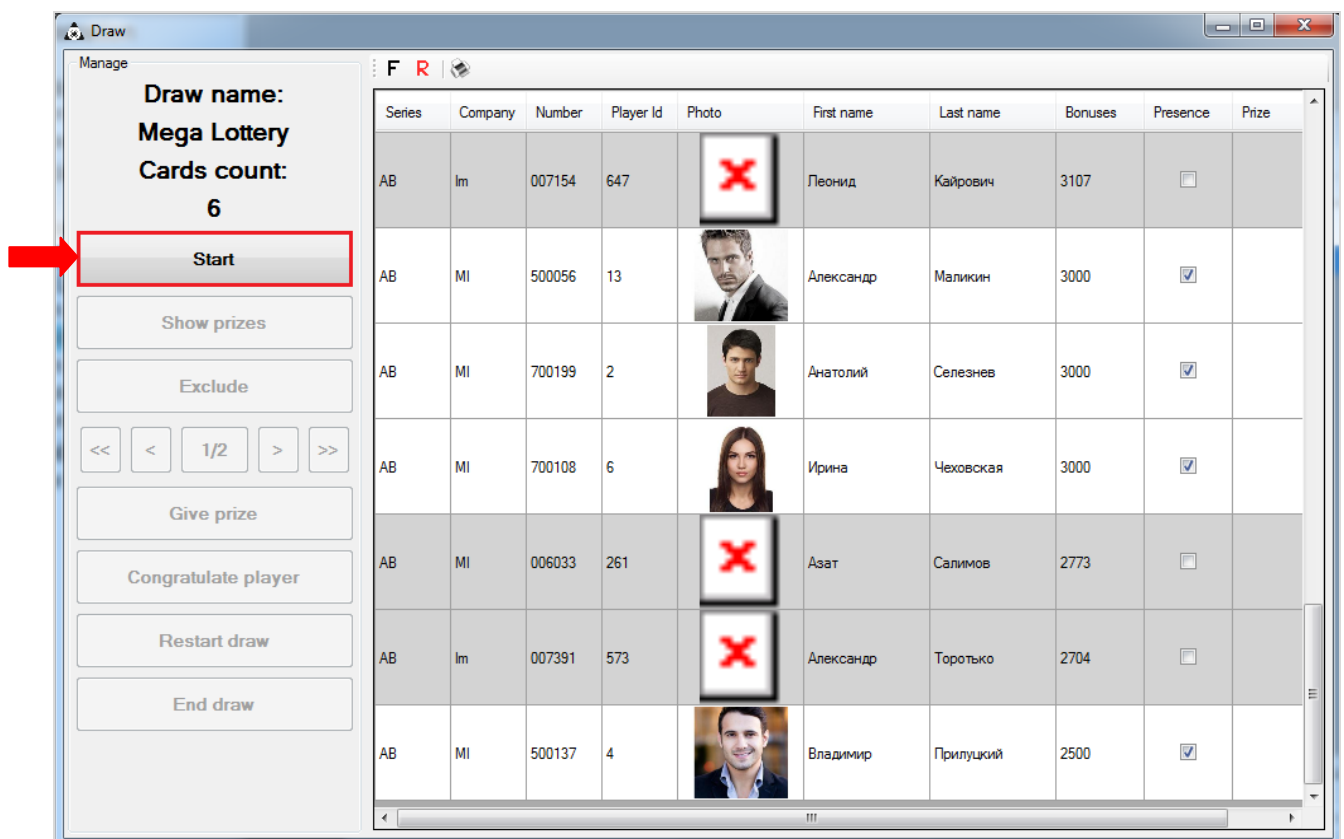 Draw
Manage
Draw name:
Mega Lottery
Cards count:
6
Start
Show prizes
Exclude
<< < 1/2 > >>
Give prize
Congratulate player
Restart draw
End draw
F R
Series Company Number Player Id Photo First name Last name Bonuses Presence Prize
AB Im 007154 647 Леонид Кайрович 3107
AB MI 500056 13 Александр Маликин 3000
AB MI 700199 2 Анатолий Селезнев 3000
AB MI 700108 6 Ирина Чеховская 3000
AB MI 006033 261 Азат Салимов 2773
AB Im 007391 573 Александр Торотько 2704
AB MI 500137 4 Владимир Прилуцкий 2500